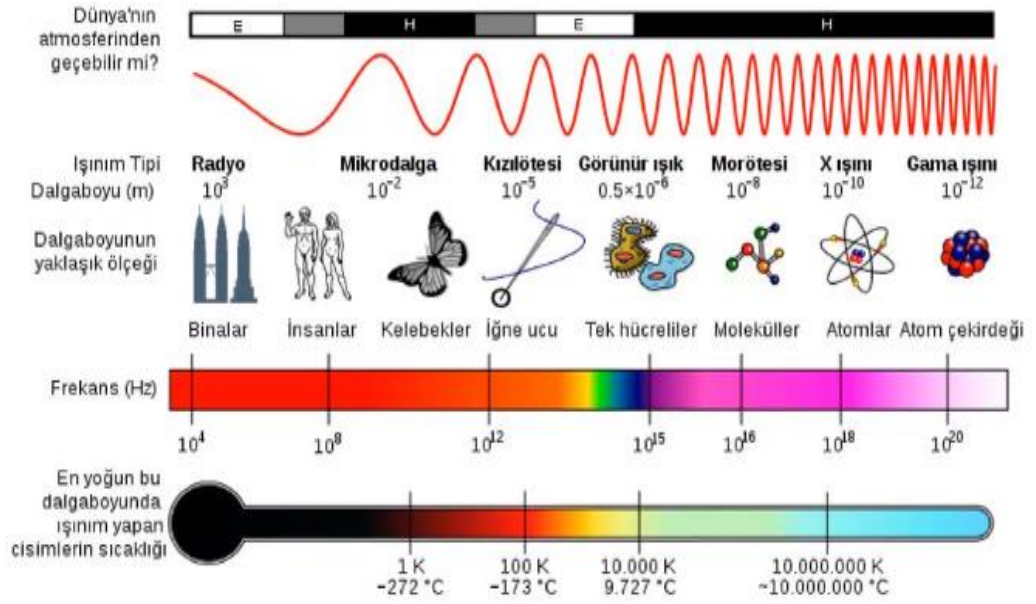 Dünya'nın
atmosferinden
geçebilir mi?
E H E H
Işınım Tipi Radyo Mikrodalga Kızılötesi Görünür ışık Morötesi X ışını Gama ışını
Dalgaboyu (m) 10³ 10⁻² 10⁻⁵ 0.5×10⁻⁶ 10⁻⁸ 10⁻¹⁰ 10⁻¹²
Dalgaboyunun
yaklaşık ölçeği
Binalar İnsanlar Kelebekler İğne ucu Tek hücreliler Moleküller Atomlar Atom çekirdeği
Frekans (Hz)
10⁴ 10⁸ 10¹² 10¹⁵ 10¹⁶ 10¹⁸ 10²⁰
En yoğun bu
dalgaboyunda
ışınım yapan
cisimlerin sıcaklığı
1 K 100 K 10.000 K 10.000.000 K
−272 °C −173 °C 9.727 °C ~10.000.000 °C